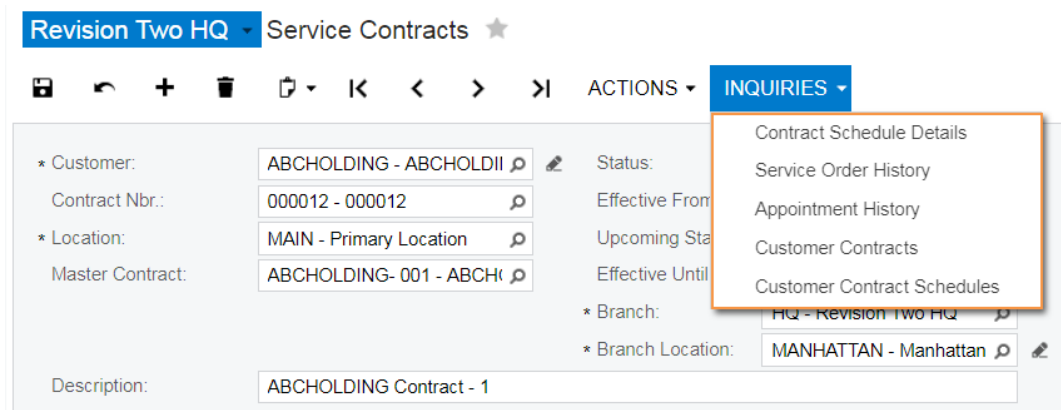 Revision Two HQ Service Contracts
ACTIONS INQUIRIES
Contract Schedule Details
Service Order History
Appointment History
Customer Contracts
Customer Contract Schedules
* Customer: ABCHOLDING - ABCHOLDI
Contract Nbr.: 000012 - 000012
* Location: MAIN - Primary Location
Master Contract: ABCHOLDING- 001 - ABCH
Status:
Effective From
Upcoming Sta
Effective Until
* Branch: HQ - Revision Two HQ
* Branch Location: MANHATTAN - Manhattan
Description: ABCHOLDING Contract - 1